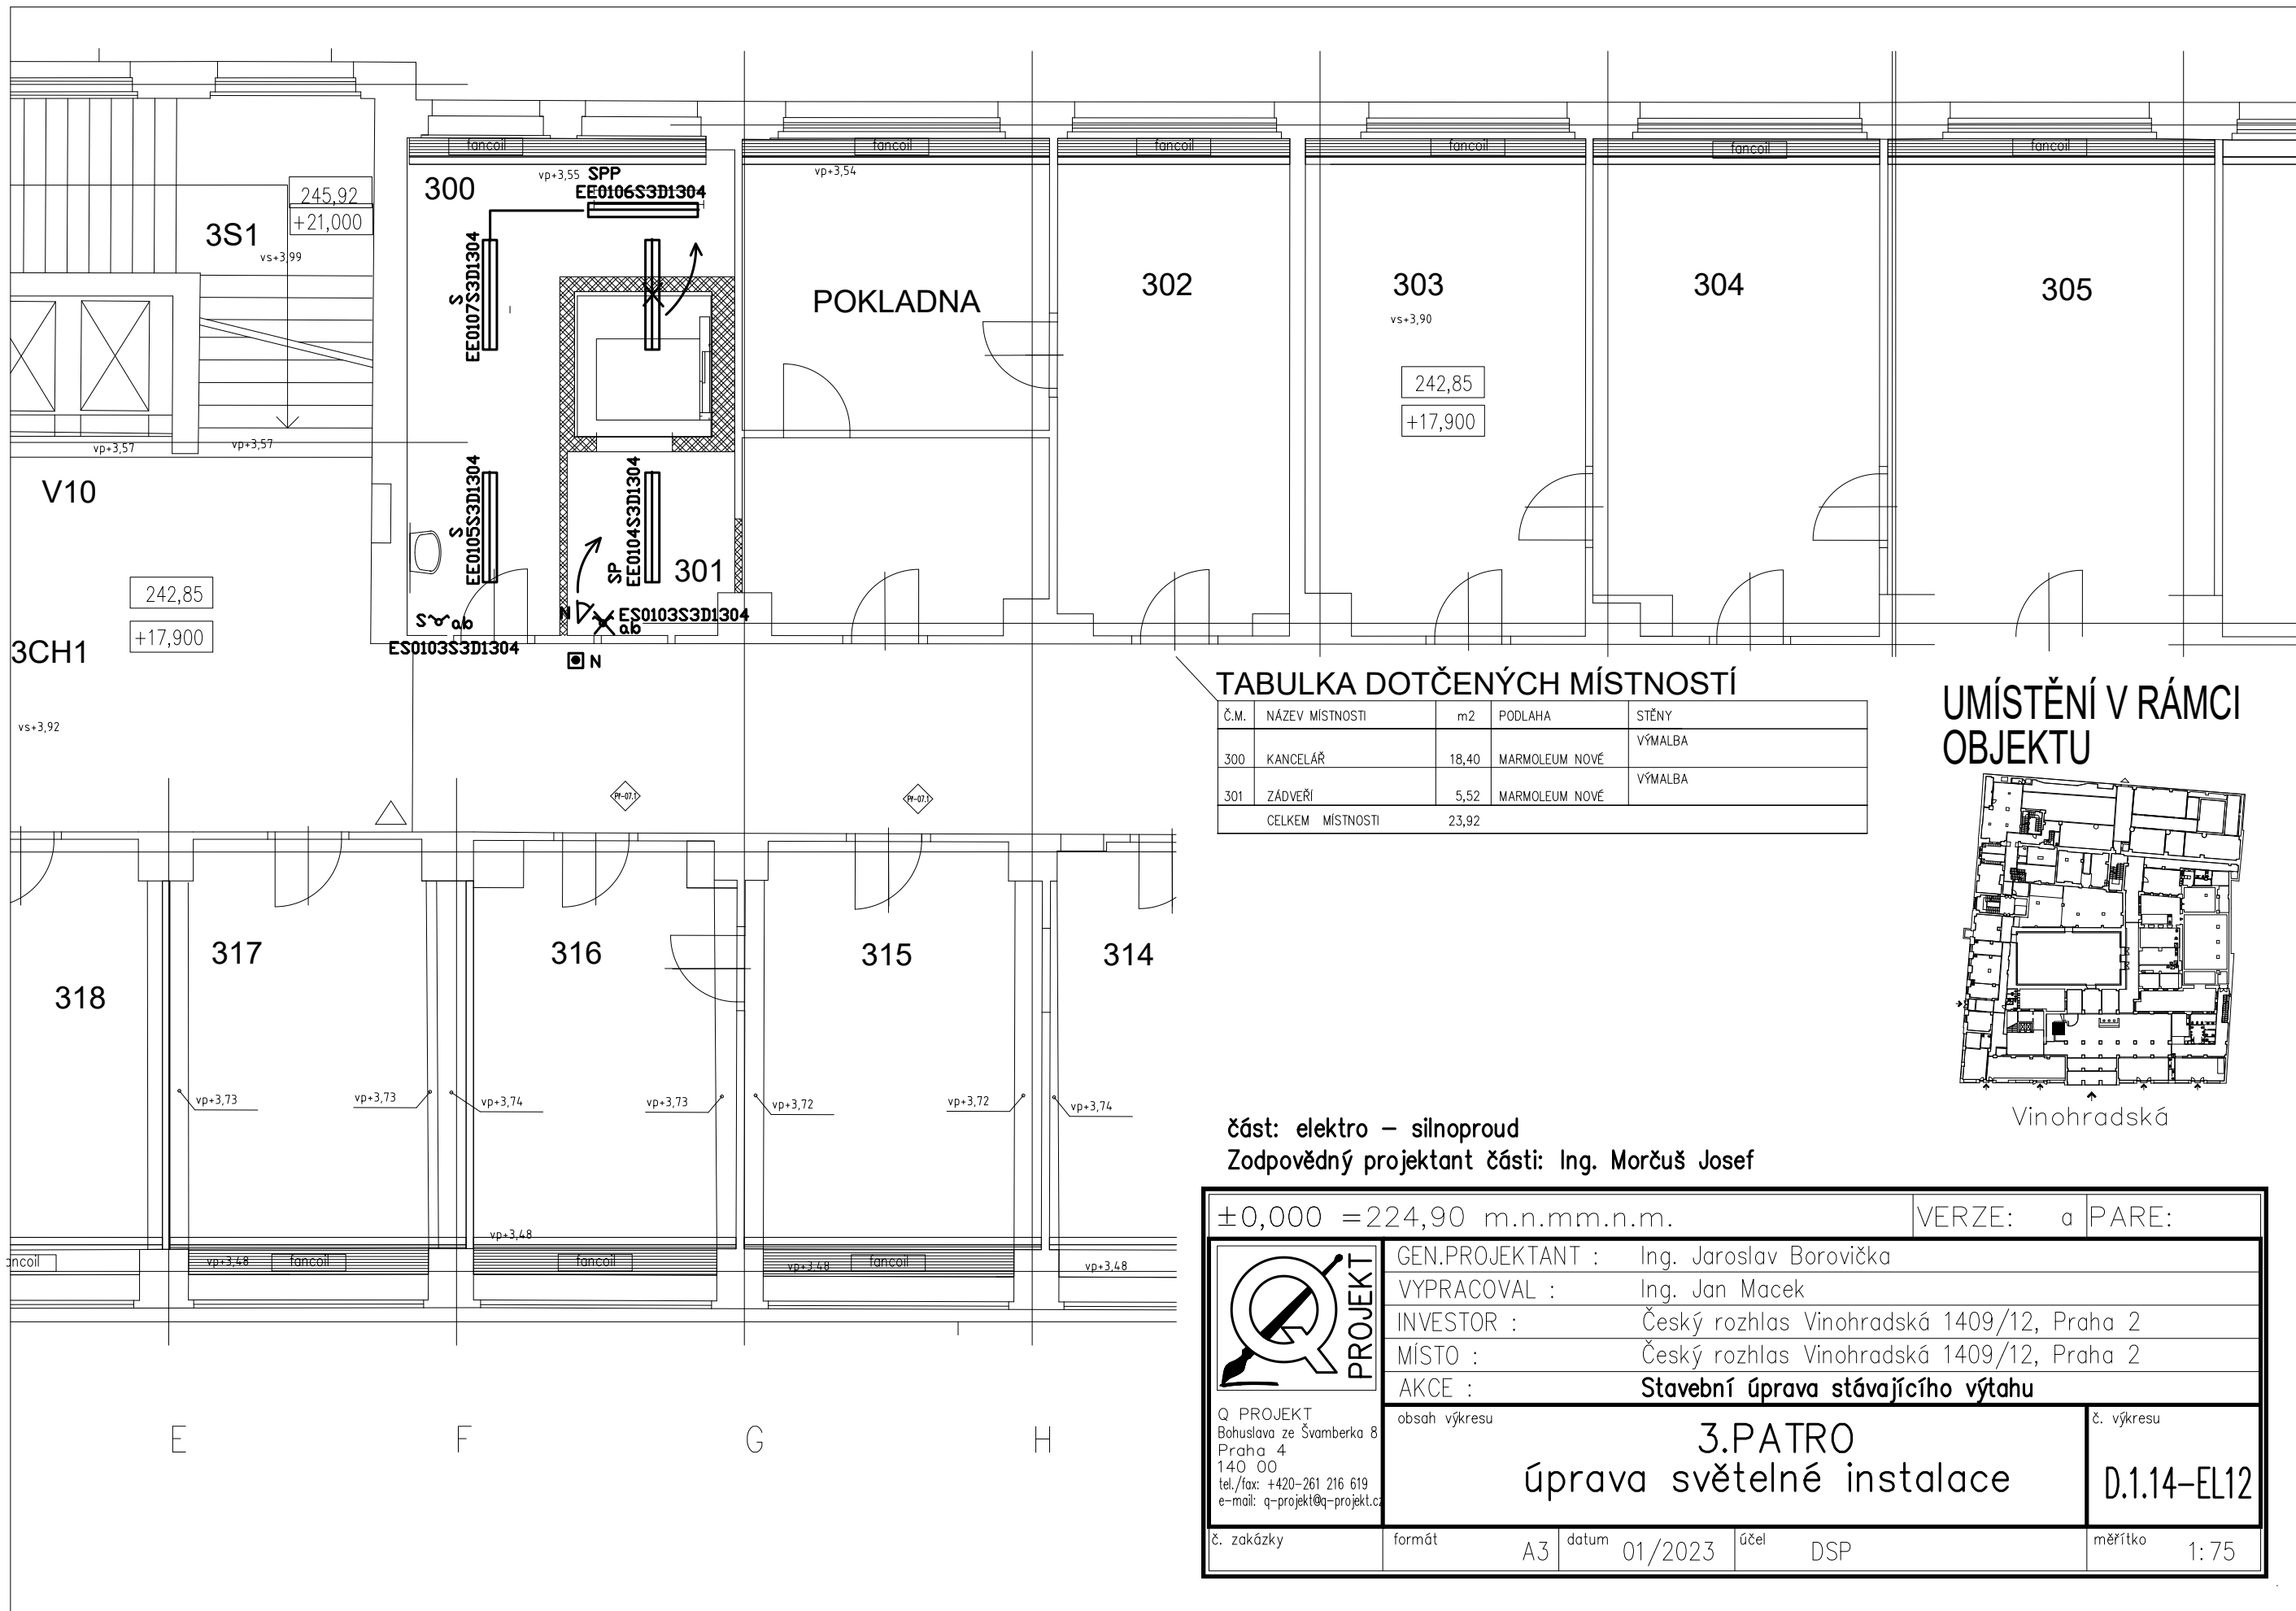 fancoil
fancoil
fancoil
fancoil
fancoil
fancoil
300
vp+3,55
SPP
EE0106S3D1304
vp+3,54
245,92
+21,000
3S1
vs+3,99
S
EE0107S3D1304
POKLADNA
302
303
304
305
vs+3,90
242,85
+17,900
vp+3,57
vp+3,57
V10
S
EE0105S3D1304
SP
EE0104S3D1304
301
242,85
+17,900
N
ES0103S3D1304
ab
S
ab
ES0103S3D1304
N
3CH1
vs+3,92
TABULKA DOTČENÝCH MÍSTNOSTÍ
Č.M. NÁZEV MÍSTNOSTI m2 PODLAHA STĚNY
300 KANCELÁŘ 18,40 MARMOLEUM NOVÉ VÝMALBA
301 ZÁDVEŘÍ 5,52 MARMOLEUM NOVÉ VÝMALBA
CELKEM MÍSTNOSTI 23,92
UMÍSTĚNÍ V RÁMCI
OBJEKTU
Vinohradská
Př-07.1
Př-07.1
318
317
316
315
314
vp+3,73
vp+3,73
vp+3,74
vp+3,73
vp+3,72
vp+3,72
vp+3,74
vp+3,48
ncoil
vp+3,48
fancoil
fancoil
vp+3,48
fancoil
vp+3,48
E
F
G
H
část: elektro – silnoproud
Zodpovědný projektant části: Ing. Morčuš Josef
±0,000 =224,90 m.n.mm.n.m.
VERZE: a
PARE:
PROJEKT
GEN.PROJEKTANT : Ing. Jaroslav Borovička
VYPRACOVAL : Ing. Jan Macek
INVESTOR : Český rozhlas Vinohradská 1409/12, Praha 2
MÍSTO : Český rozhlas Vinohradská 1409/12, Praha 2
AKCE : Stavební úprava stávajícího výtahu
Q PROJEKT
Bohuslava ze Švamberka 8
Praha 4
140 00
tel./fax: +420-261 216 619
e-mail: q-projekt@q-projekt.cz
obsah výkresu
3.PATRO
úprava světelné instalace
č. výkresu
D.1.14-EL12
č. zakázky
formát A3
datum 01/2023
účel DSP
měřítko 1:75